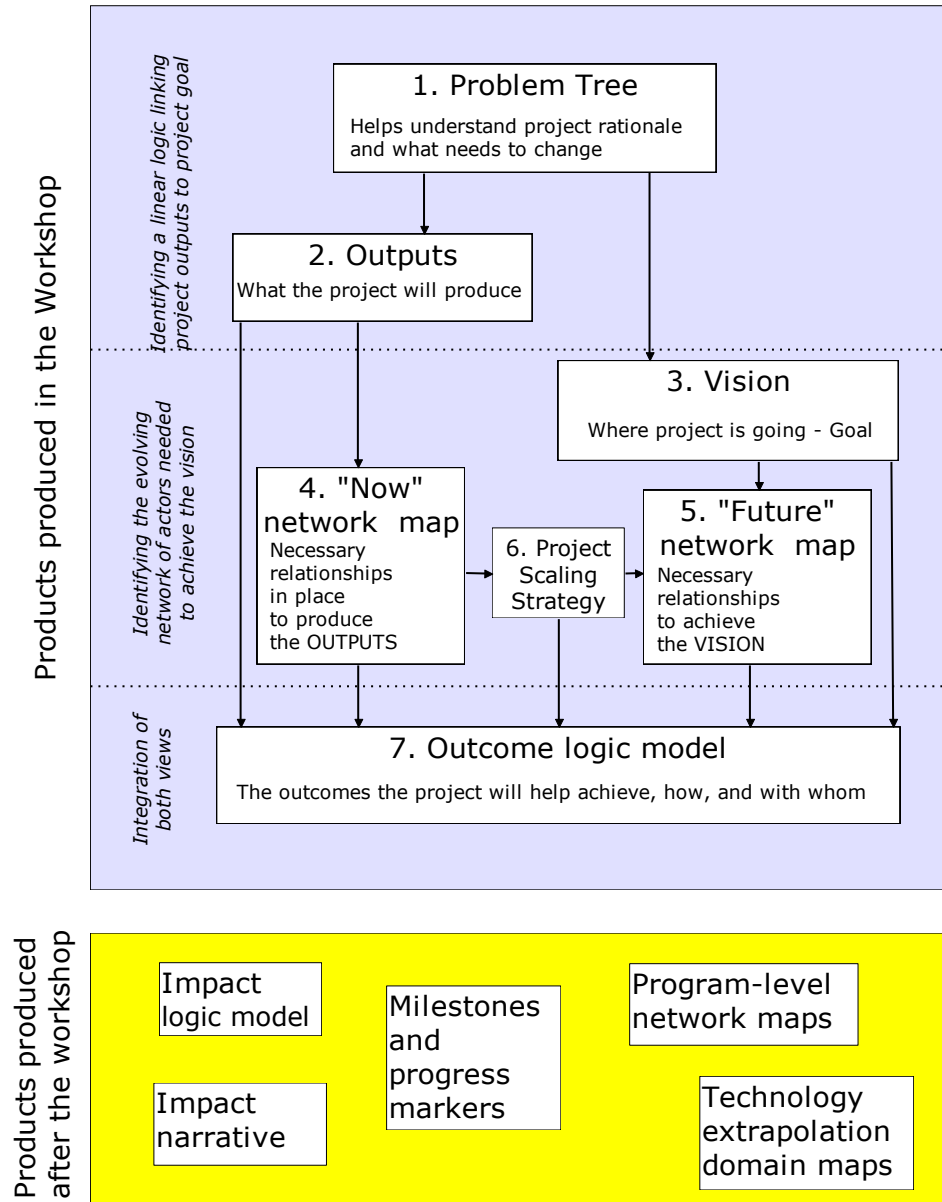 Products produced in the Workshop
Identifying a linear logic linking
project outputs to project goal
1. Problem Tree
Helps understand project rationale
and what needs to change
2. Outputs
What the project will produce
Identifying the evolving
network of actors needed
to achieve the vision
3. Vision
Where project is going - Goal
4. "Now"
network map
Necessary
relationships
in place
to produce
the OUTPUTS
6. Project
Scaling
Strategy
5. "Future"
network map
Necessary
relationships
to achieve
the VISION
Integration of
both views
7. Outcome logic model
The outcomes the project will help achieve, how, and with whom
Products produced
after the workshop
Impact
logic model
Milestones
and
progress
markers
Program-level
network maps
Impact
narrative
Technology
extrapolation
domain maps